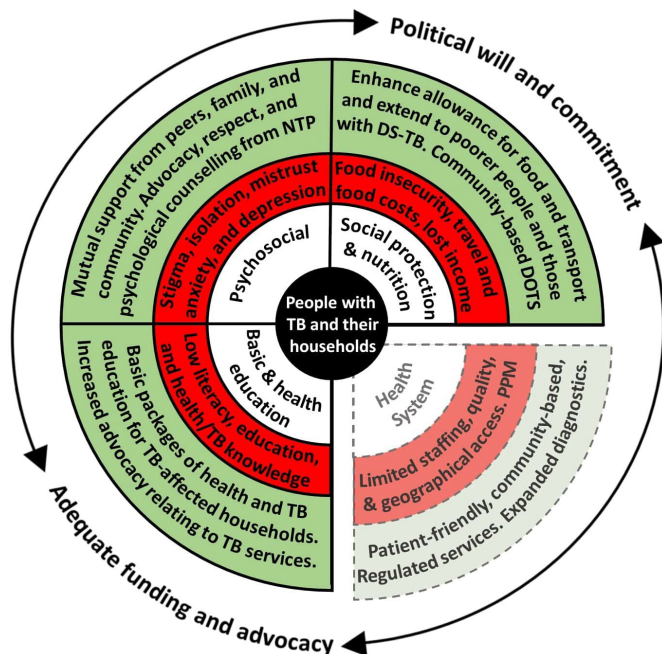 Political will and commitment
Mutual support from peers, family, and
community. Advocacy, respect, and
psychological counselling from NTP
Stigma, isolation, mistrust
anxiety, and depression
Psychosocial
Enhance allowance for food and transport
and extend to poorer people and those
with DS-TB. Community-based DOTS
Food insecurity, travel and
food costs, lost income
Social protection
& nutrition
People with
TB and their
households
Basic & health
education
Low literacy, education,
and health/TB knowledge
Basic packages of health and TB
education for TB-affected households.
Increased advocacy relating to TB services.
Health
System
Limited staffing, quality,
& geographical access. PPM
Patient-friendly, community-based,
Regulated services. Expanded diagnostics.
Adequate funding and advocacy